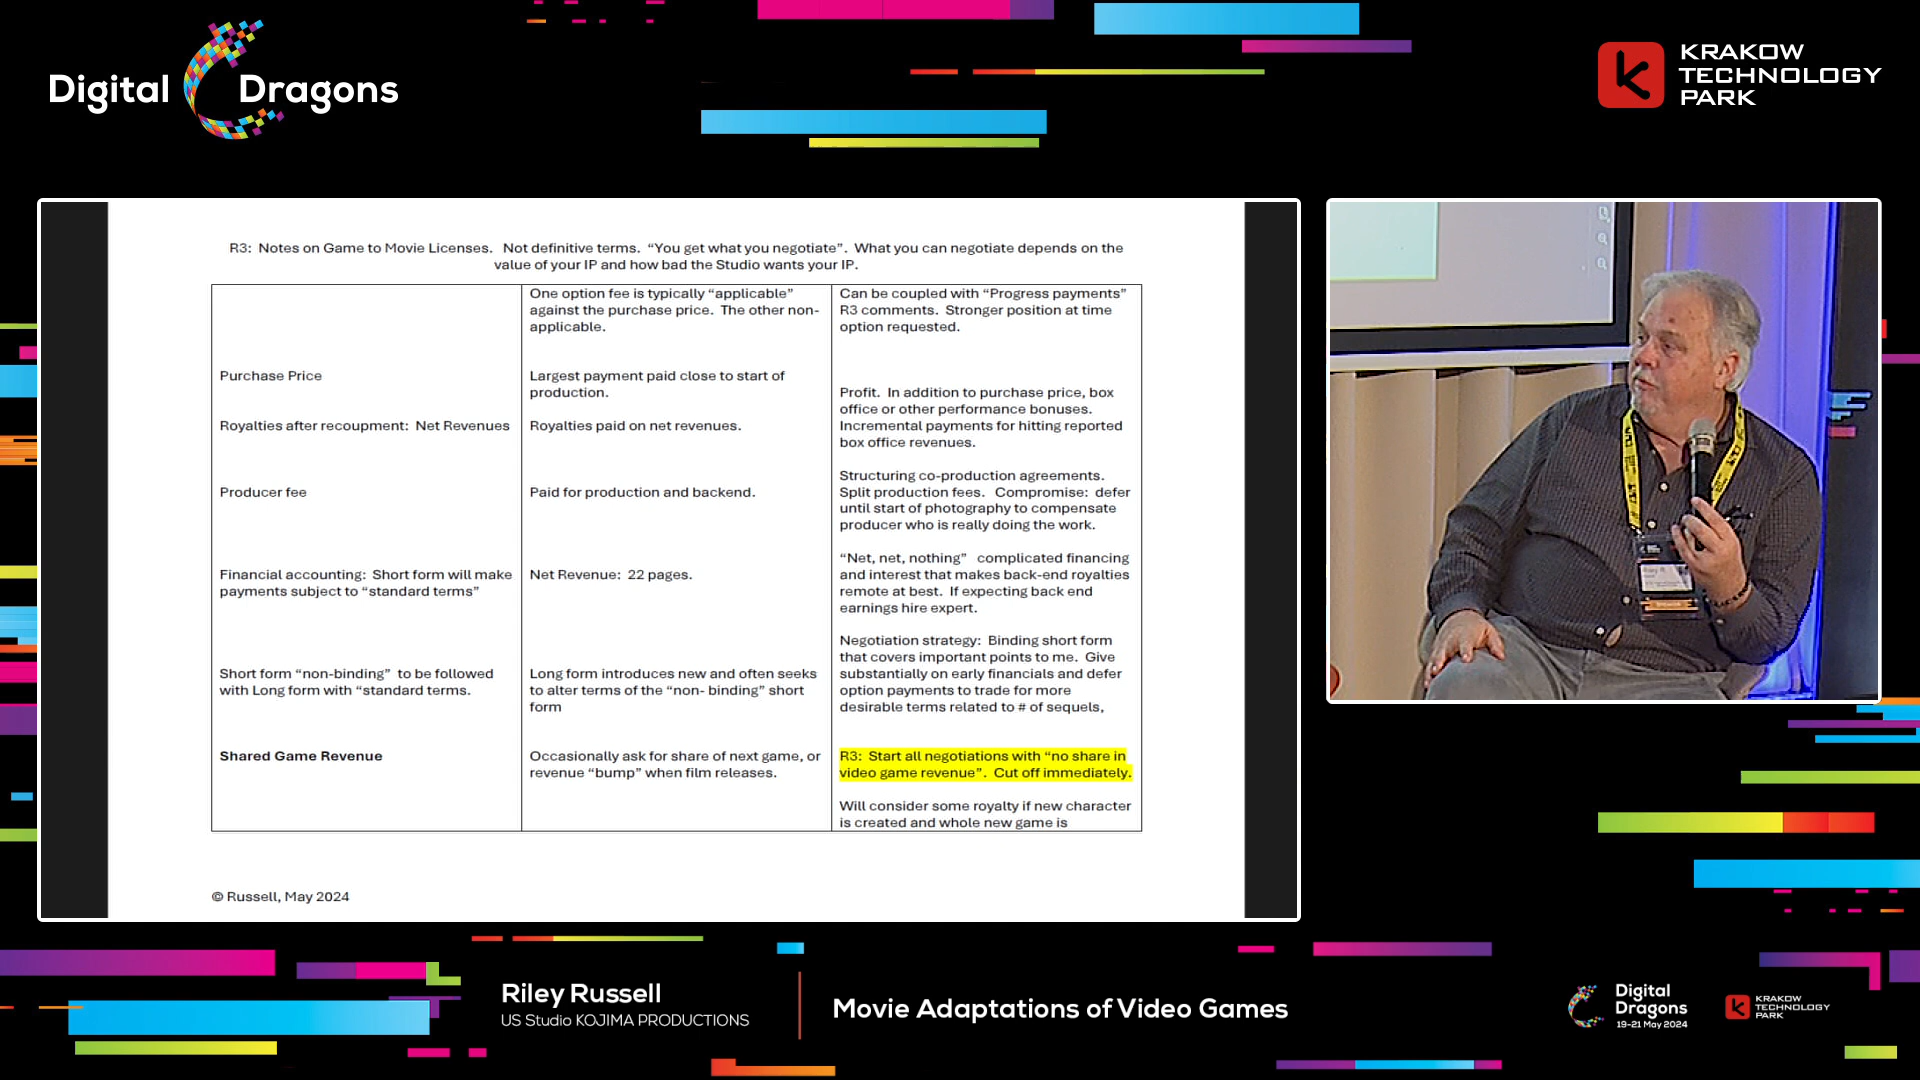 Digital Dragons
KRAKOW
TECHNOLOGY
PARK
R3: Notes on Game to Movie Licenses. Not definitive terms. “You get what you negotiate”. What you can negotiate depends on the
value of your IP and how bad the Studio wants your IP.
One option fee is typically “applicable”
against the purchase price. The other non-
applicable.
Can be coupled with “Progress payments”
R3 comments. Stronger position at time
option requested.
Purchase Price
Largest payment paid close to start of
production.
Profit. In addition to purchase price, box
office or other performance bonuses.
Incremental payments for hitting reported
box office revenues.
Royalties after recoupment: Net Revenues
Royalties paid on net revenues.
Producer fee
Paid for production and backend.
Structuring co-production agreements.
Split production fees. Compromise: defer
until start of photography to compensate
producer who is really doing the work.
Financial accounting: Short form will make
payments subject to “standard terms”
Net Revenue: 22 pages.
“Net, net, nothing” complicated financing
and interest that makes back-end royalties
remote at best. If expecting back end
earnings hire expert.
Short form “non-binding” to be followed
with Long form with “standard terms.
Long form introduces new and often seeks
to alter terms of the “non- binding” short
form
Negotiation strategy: Binding short form
that covers important points to me. Give
substantially on early financials and defer
option payments to trade for more
desirable terms related to # of sequels,
Shared Game Revenue
Occasionally ask for share of next game, or
revenue “bump” when film releases.
R3: Start all negotiations with “no share in
video game revenue”. Cut off immediately.
Will consider some royalty if new character
is created and whole new game is
© Russell, May 2024
Riley Russell
US Studio KOJIMA PRODUCTIONS
Movie Adaptations of Video Games
Digital
Dragons
19-21 May 2024
KRAKOW
TECHNOLOGY
PARK